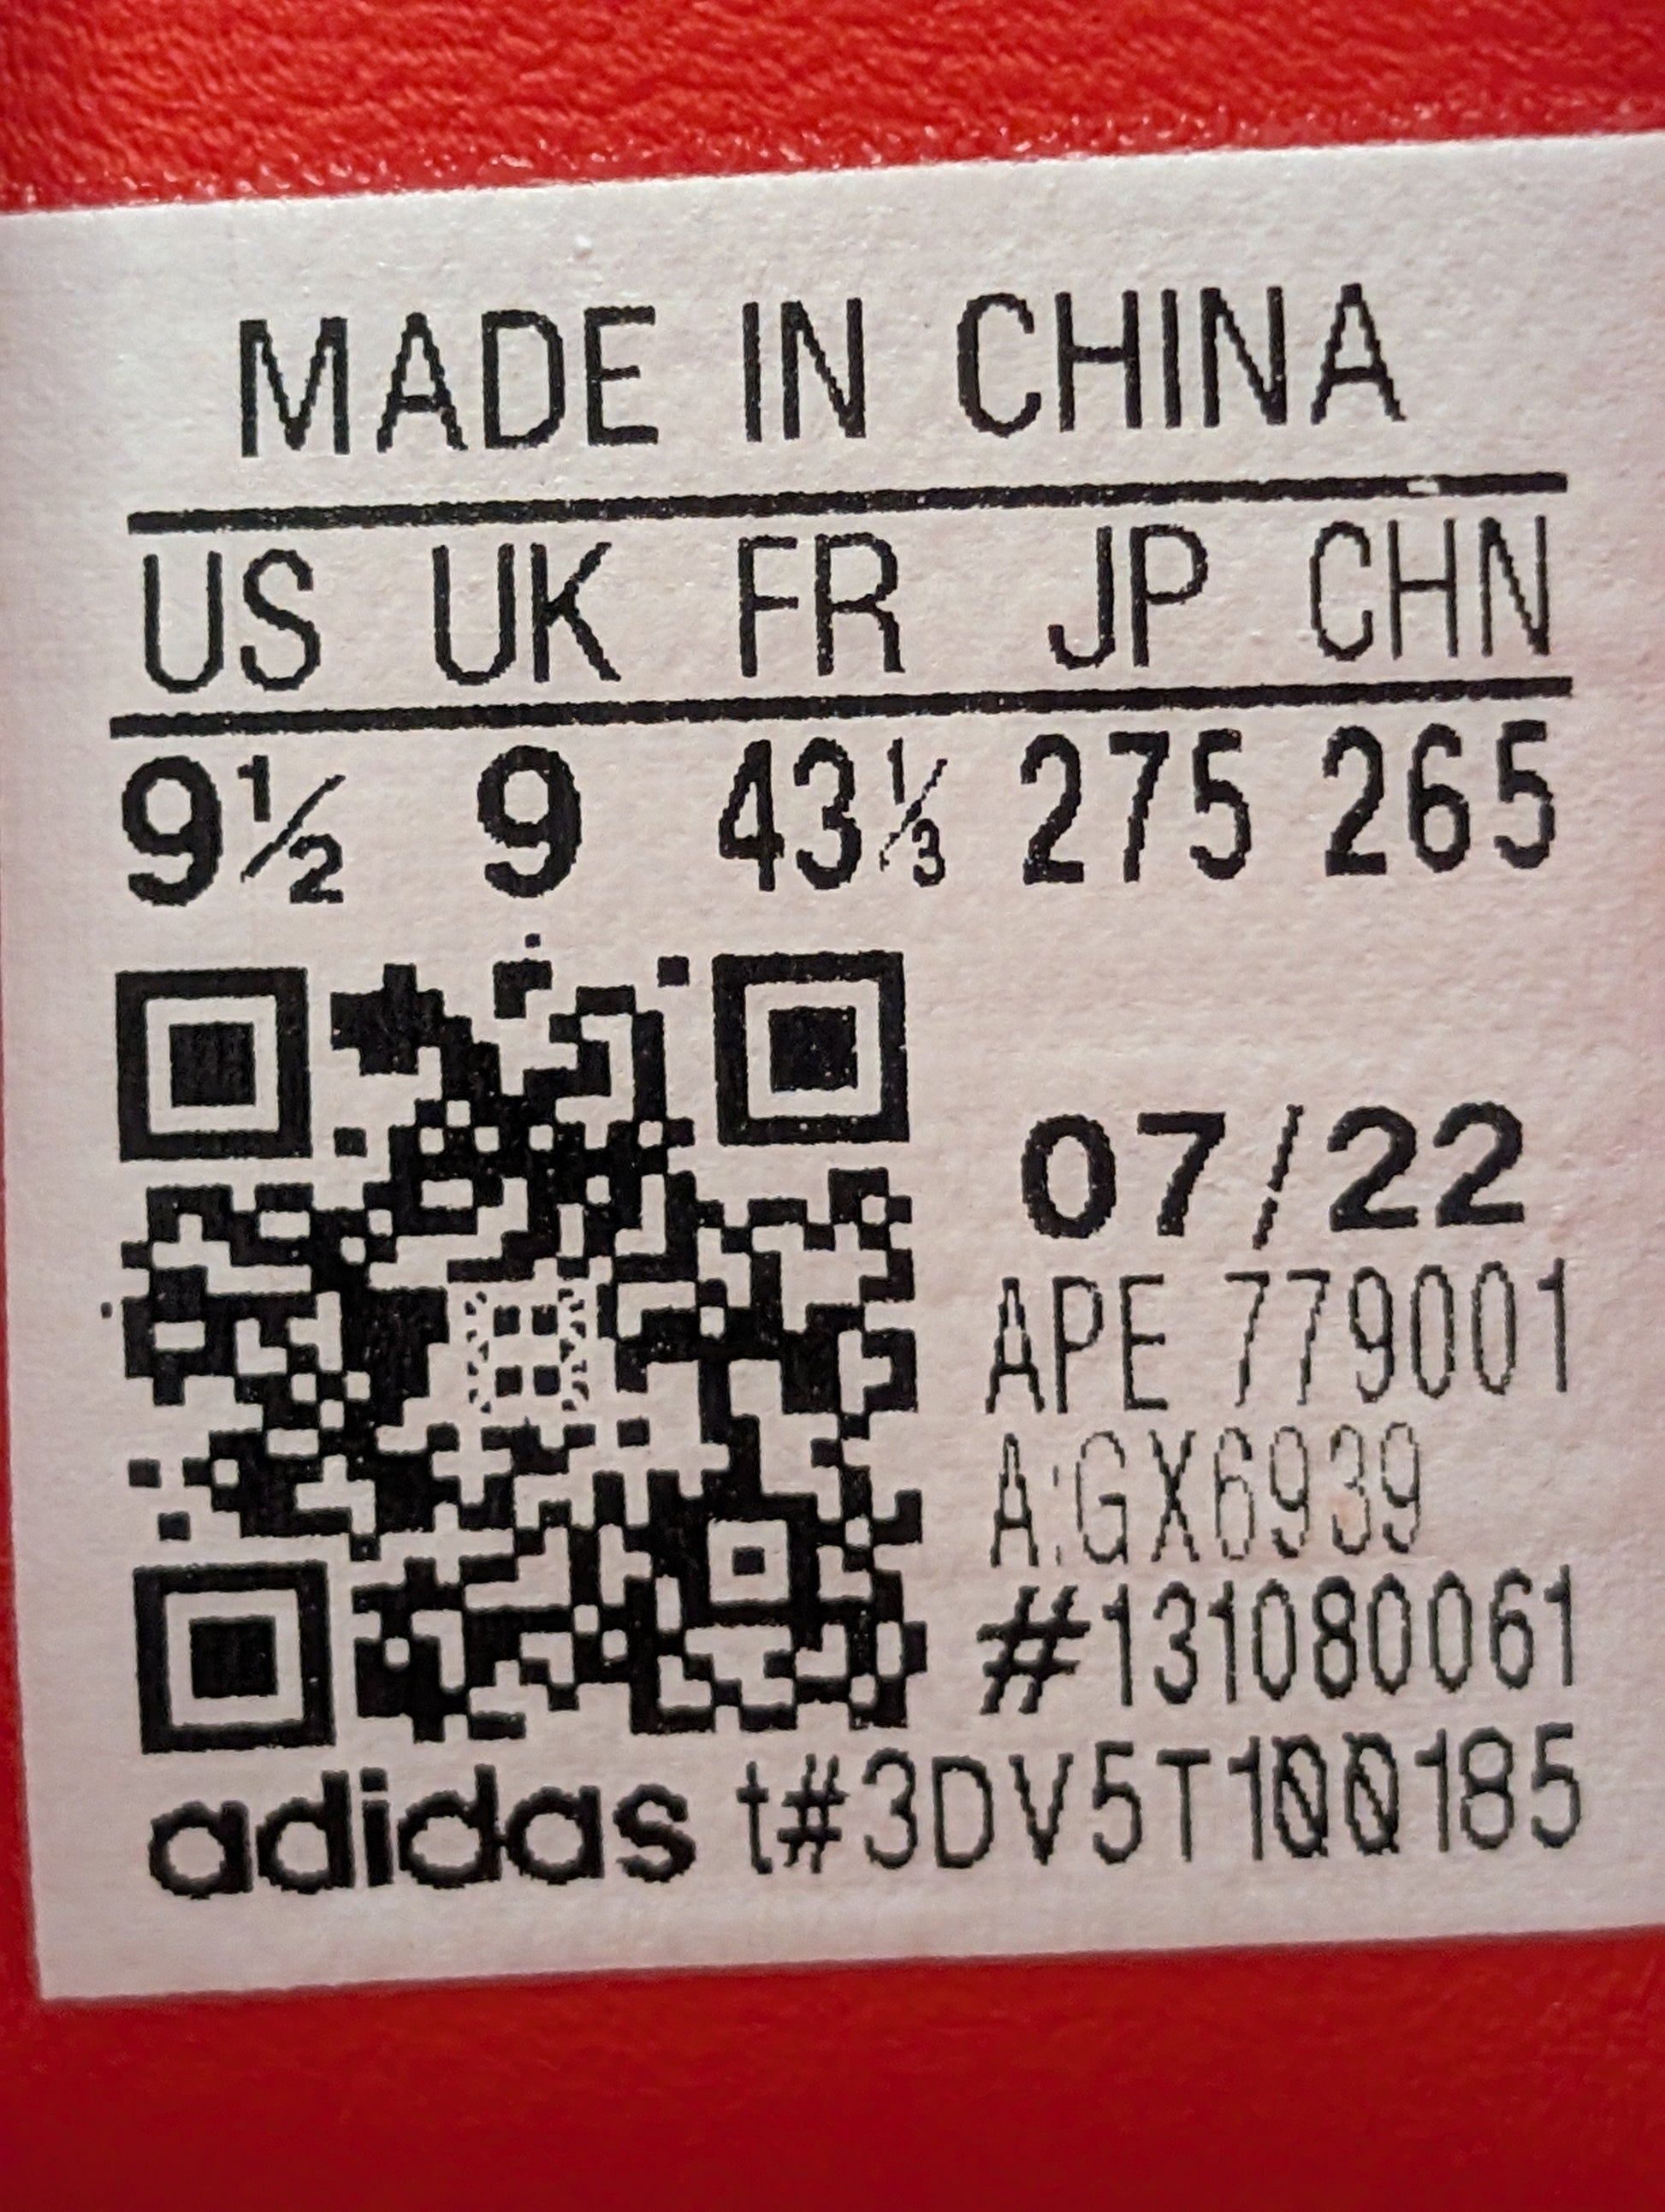 MADE IN CHINA
US UK FR JP CHN
9½ 9 43⅓ 275 265
07/22
APE 779001
A:GX6939
#131080061
adidas t#3DV5T100185